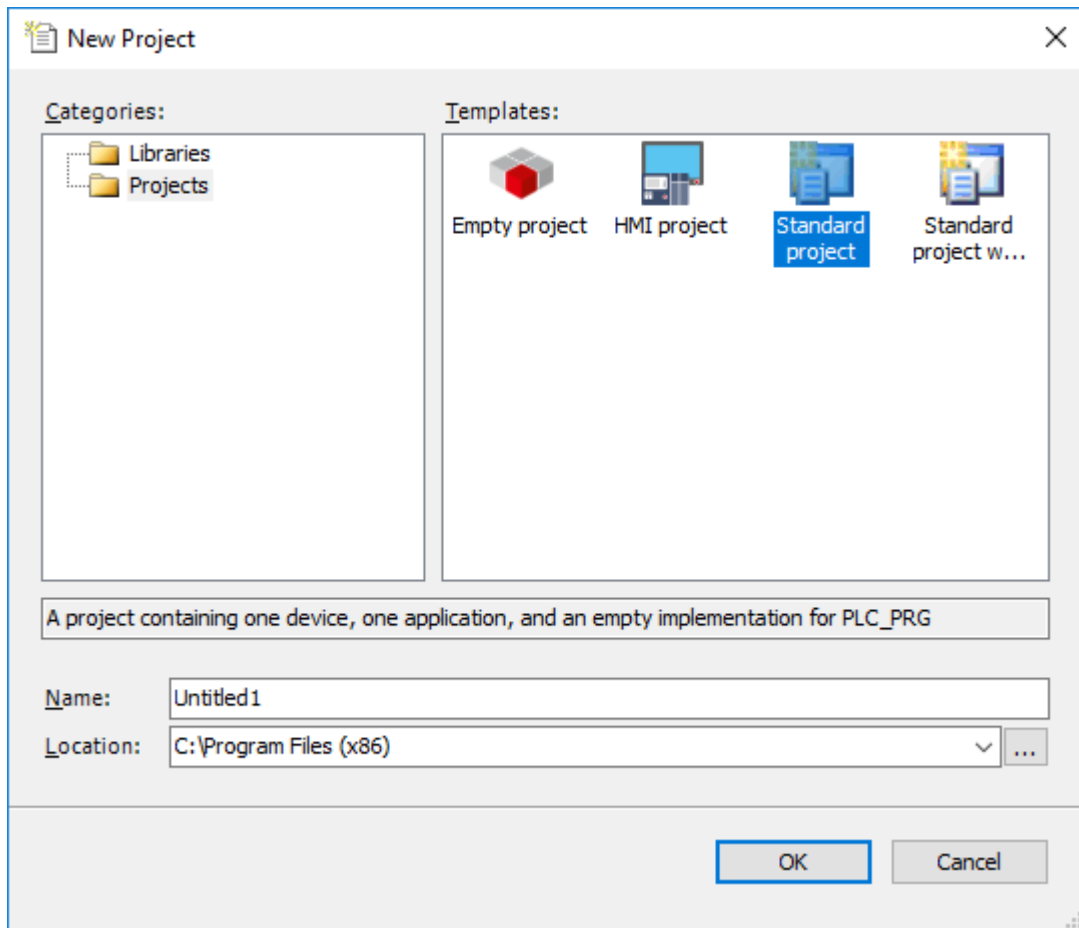 New Project
Categories:
Libraries
Projects
Templates:
Empty project
HMI project
Standard
project
Standard
project w...
A project containing one device, one application, and an empty implementation for PLC_PRG
Name:
Untitled1
Location:
C:\Program Files (x86)
...
OK
Cancel